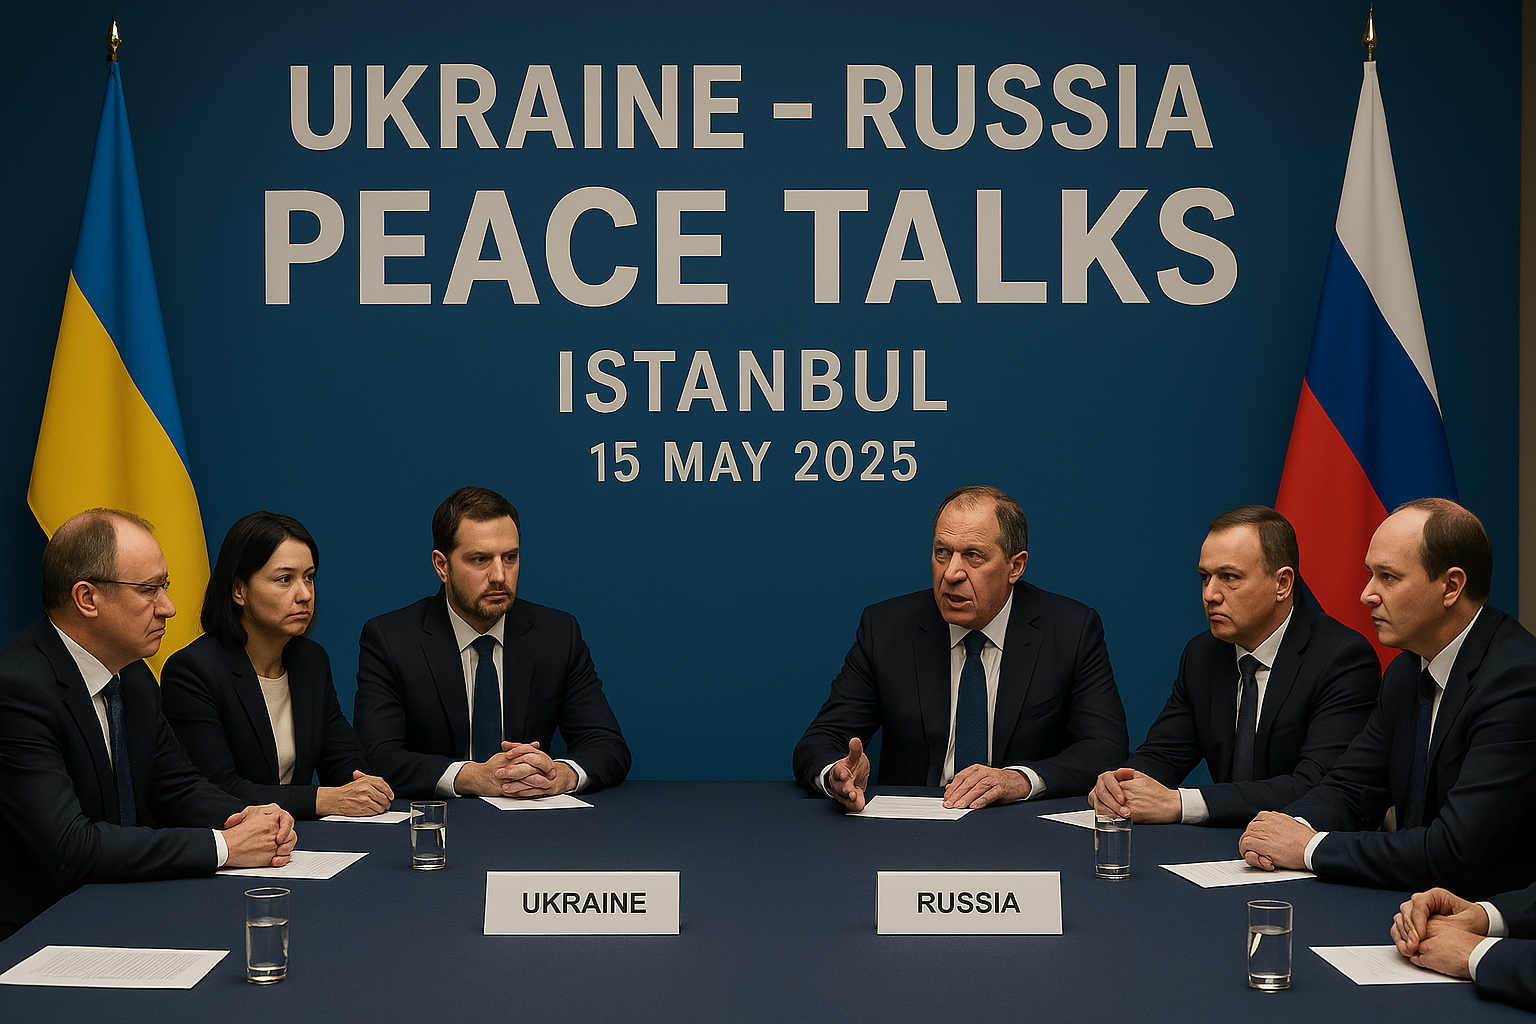 UKRAINE – RUSSIA
PEACE TALKS
ISTANBUL
15 MAY 2025
UKRAINE
RUSSIA